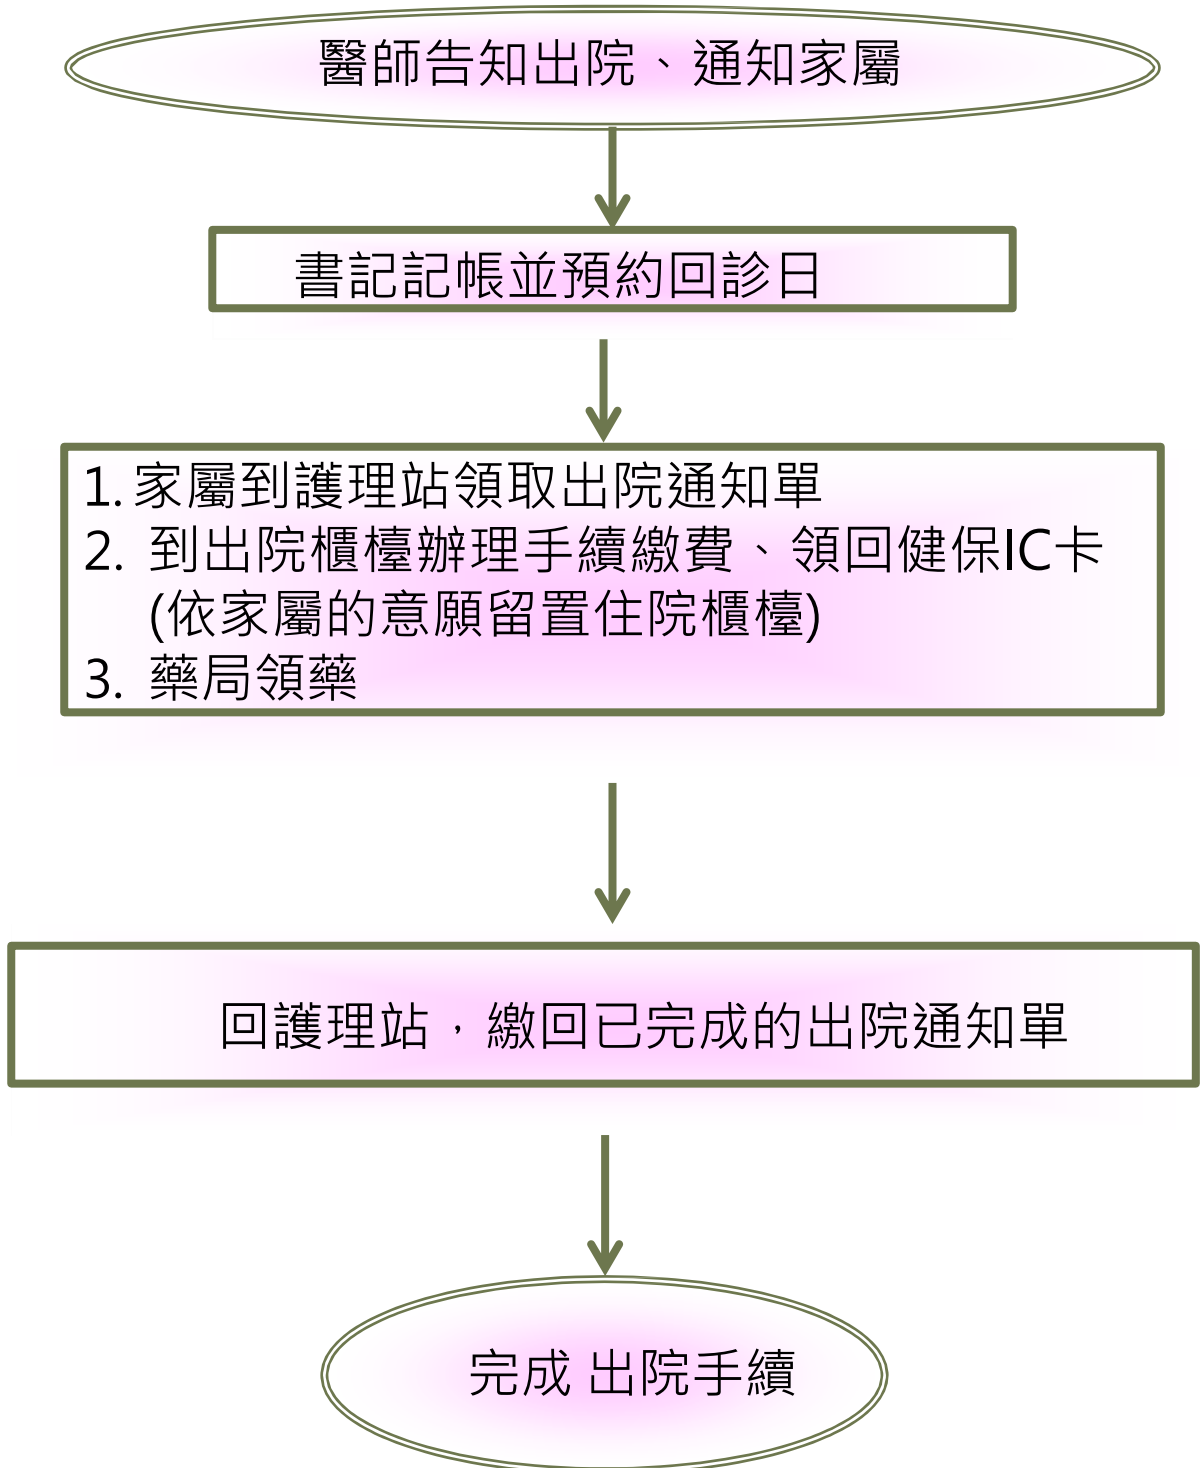 醫師告知出院、通知家屬
書記記帳並預約回診日
1. 家屬到護理站領取出院通知單
2. 到出院櫃檯辦理手續繳費、領回健保IC卡
(依家屬的意願留置住院櫃檯)
3. 藥局領藥
回護理站，繳回已完成的出院通知單
完成 出院手續